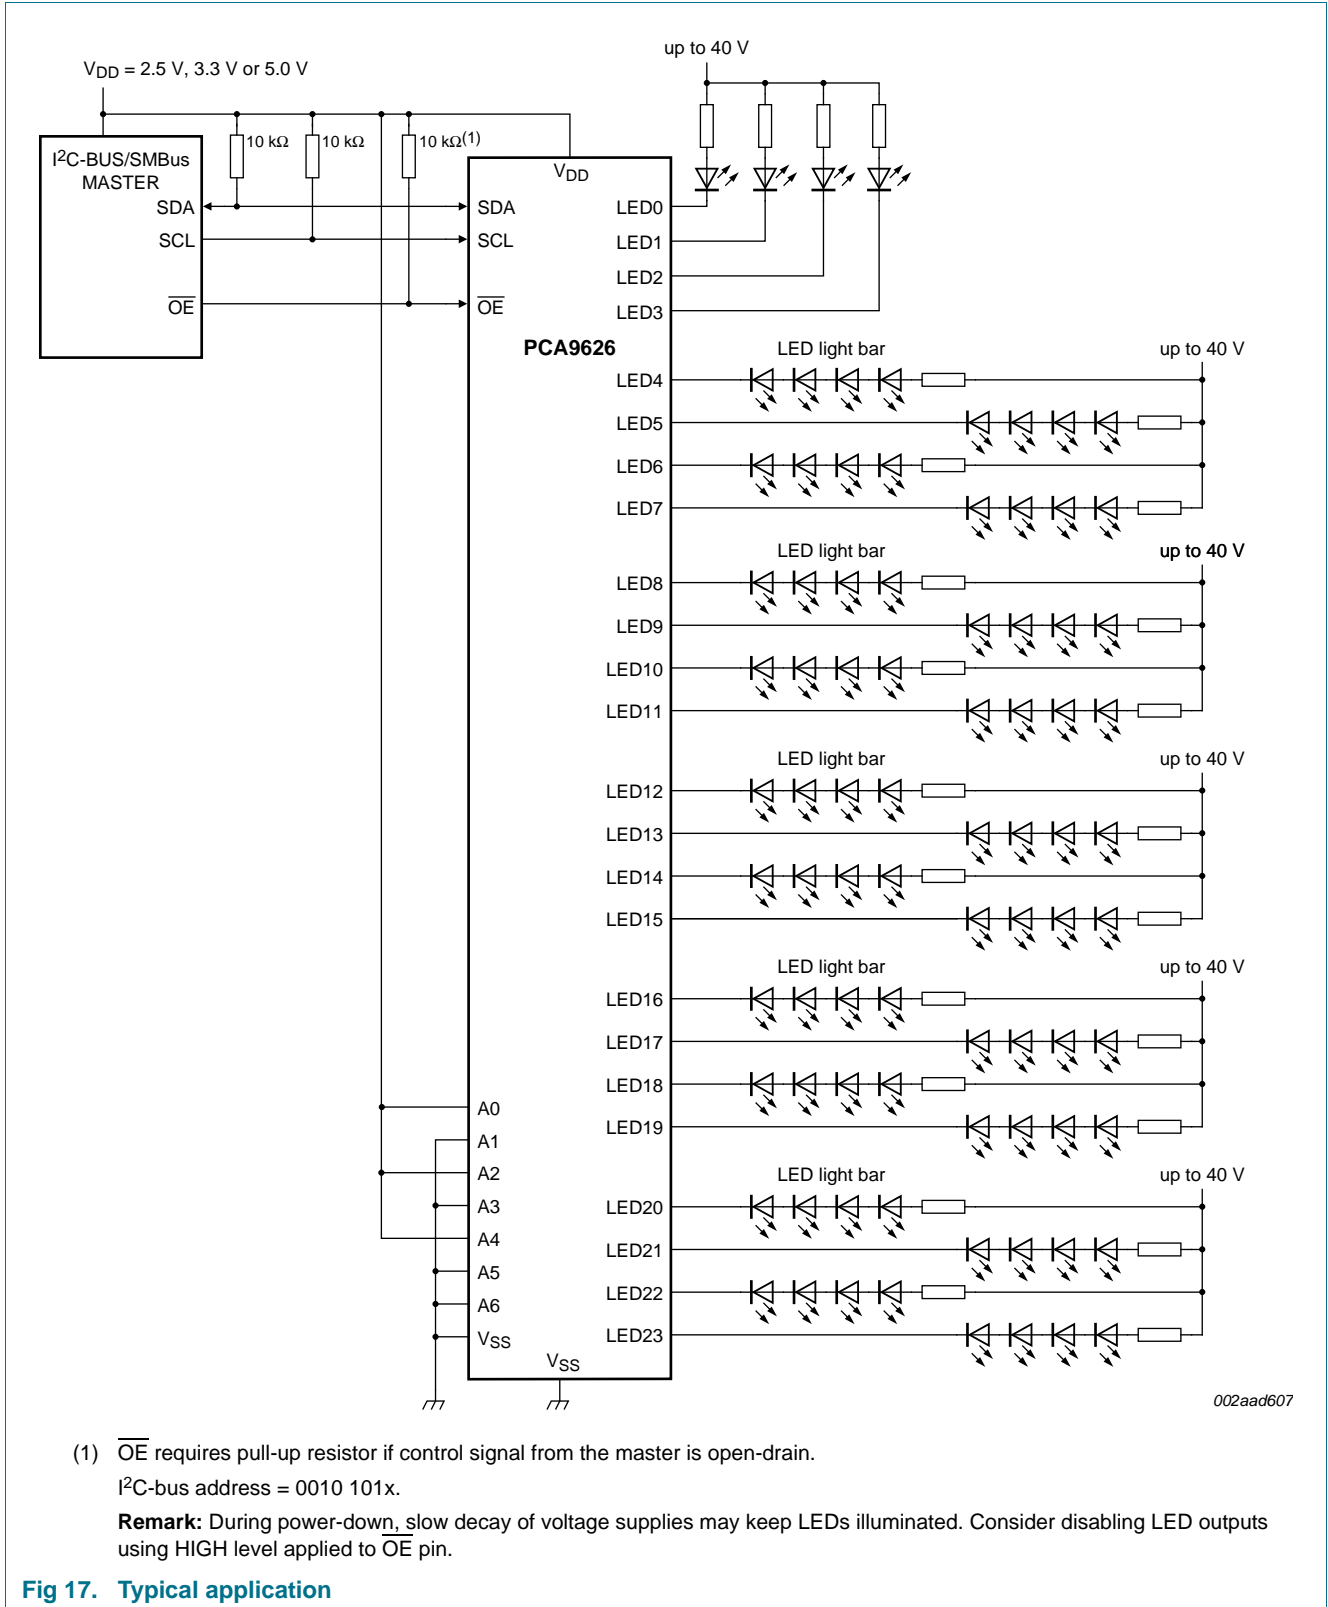 up to 40 V
VDD = 2.5 V, 3.3 V or 5.0 V
10 kΩ
10 kΩ
10 kΩ(1)
I2C-BUS/SMBus
MASTER
SDA
SCL
OE
VDD
SDA
SCL
OE
PCA9626
LED0
LED1
LED2
LED3
LED light bar
up to 40 V
LED4
LED5
LED6
LED7
LED light bar
up to 40 V
LED8
LED9
LED10
LED11
LED light bar
up to 40 V
LED12
LED13
LED14
LED15
LED light bar
up to 40 V
LED16
LED17
LED18
LED19
LED light bar
up to 40 V
LED20
LED21
LED22
LED23
A0
A1
A2
A3
A4
A5
A6
VSS
VSS
002aad607
(1) OE requires pull-up resistor if control signal from the master is open-drain.
I2C-bus address = 0010 101x.
Remark: During power-down, slow decay of voltage supplies may keep LEDs illuminated. Consider disabling LED outputs
using HIGH level applied to OE pin.
Fig 17. Typical application